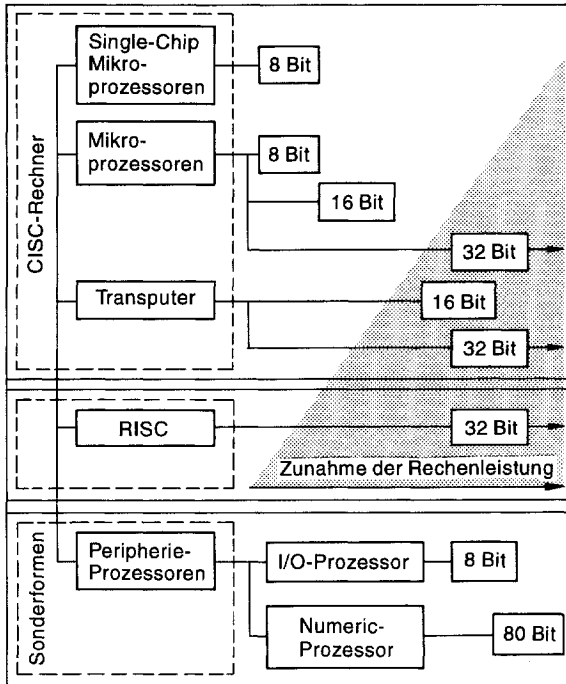 CISC-Rechner
Single-Chip
Mikro-
prozessoren
8 Bit
Mikro-
prozessoren
8 Bit
16 Bit
32 Bit
Transputer
16 Bit
32 Bit
RISC
32 Bit
Zunahme der Rechenleistung
Sonderformen
Peripherie-
Prozessoren
I/O-Prozessor
8 Bit
Numeric-
Prozessor
80 Bit